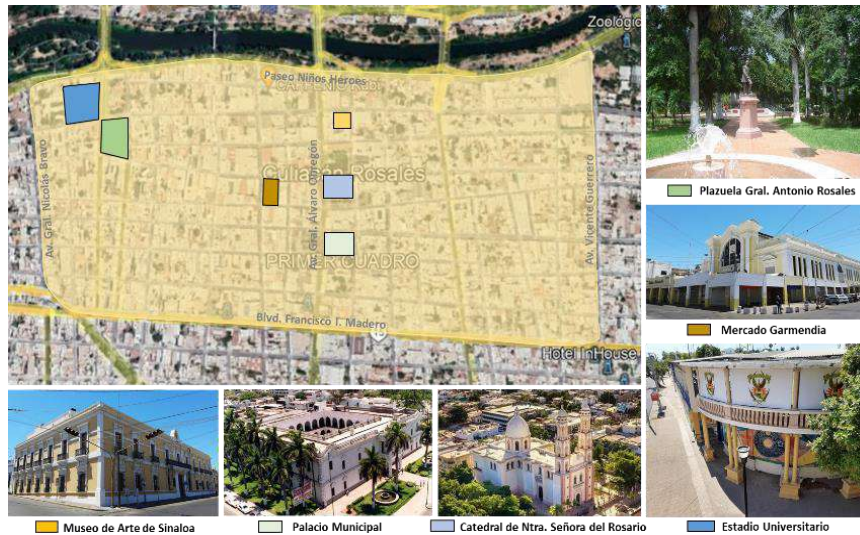 Zoológic
Paseo Niños Héroes
Culiacán Rosales
Av. Gral. Nicolás Bravo
Av. Gral. Álvaro Obregón
Av. Vicente Guerrero
PRIMER CUADRO
Blvd. Francisco I. Madero
Hotel InHouse
Plazuela Gral. Antonio Rosales
Mercado Garmendia
Museo de Arte de Sinaloa
Palacio Municipal
Catedral de Ntra. Señora del Rosario
Estadio Universitario